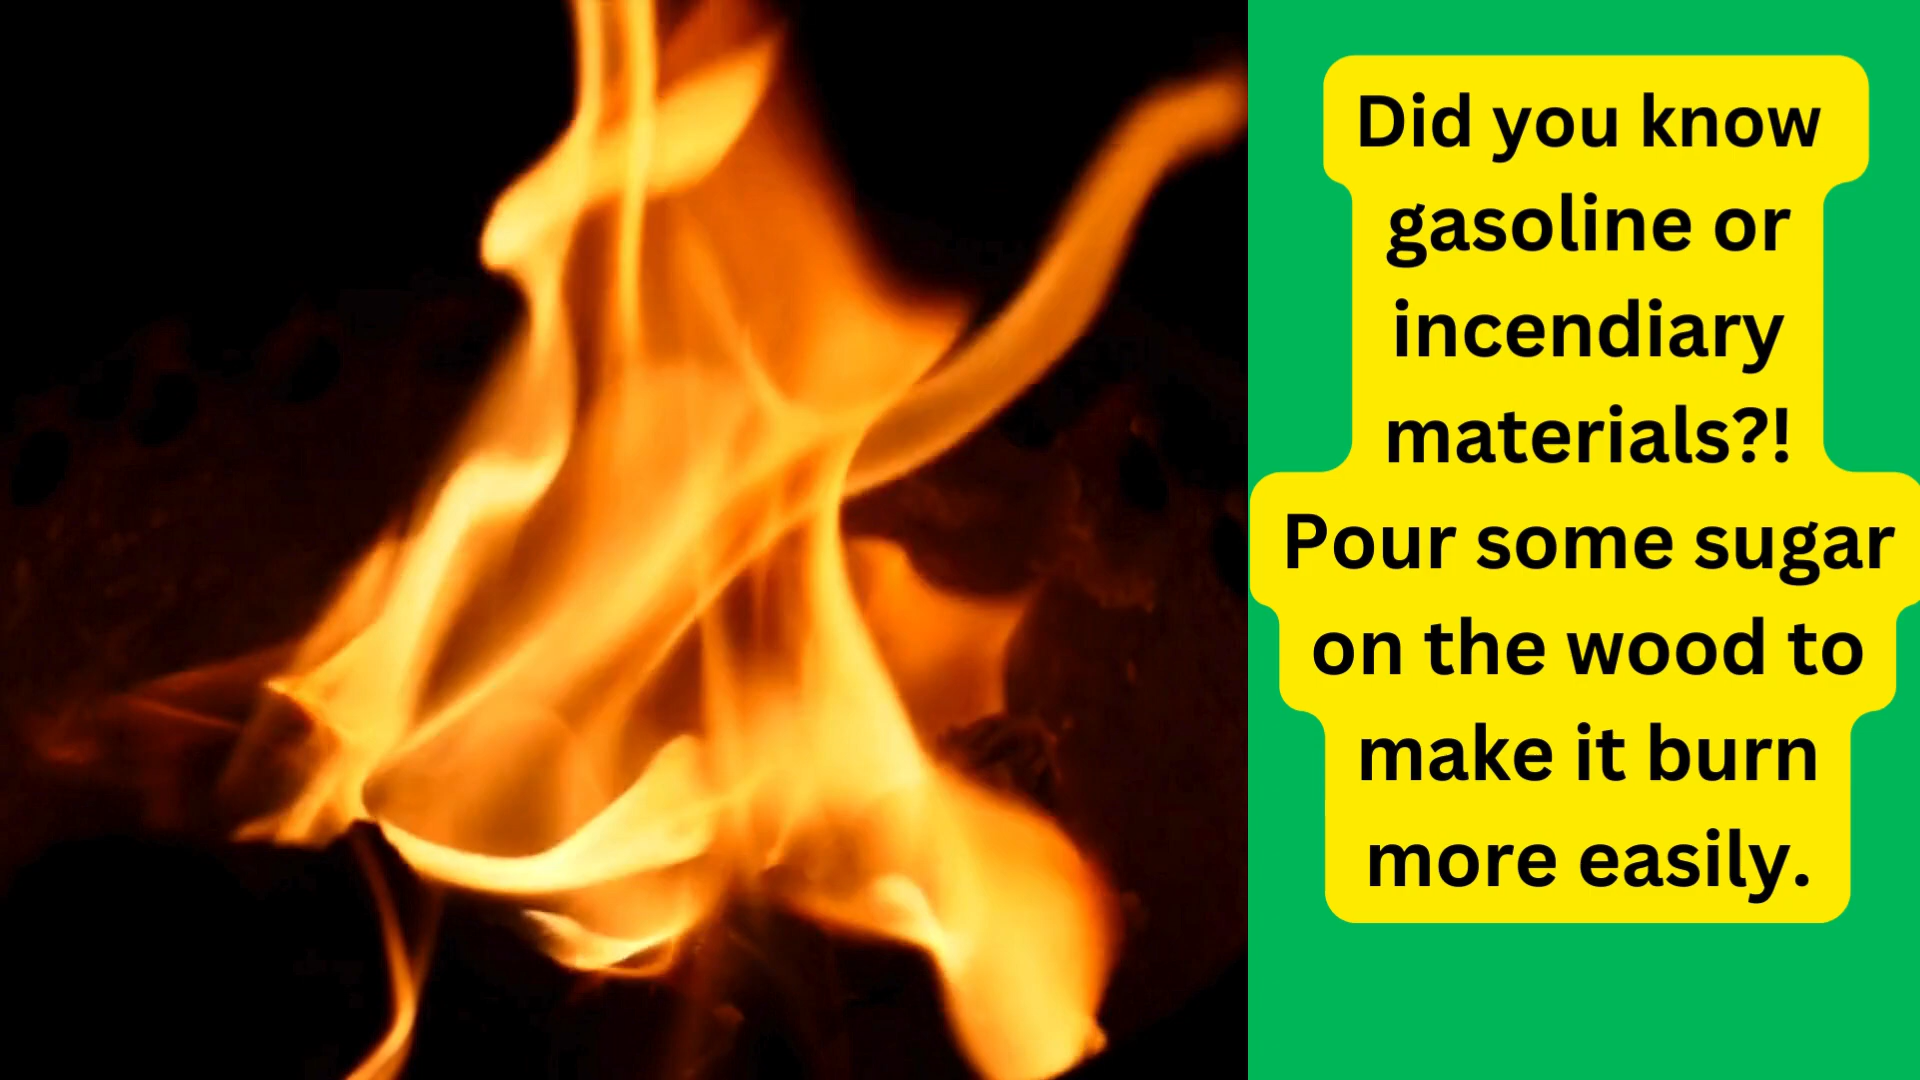 Did you know
gasoline or
incendiary
materials?!
Pour some sugar
on the wood to
make it burn
more easily.